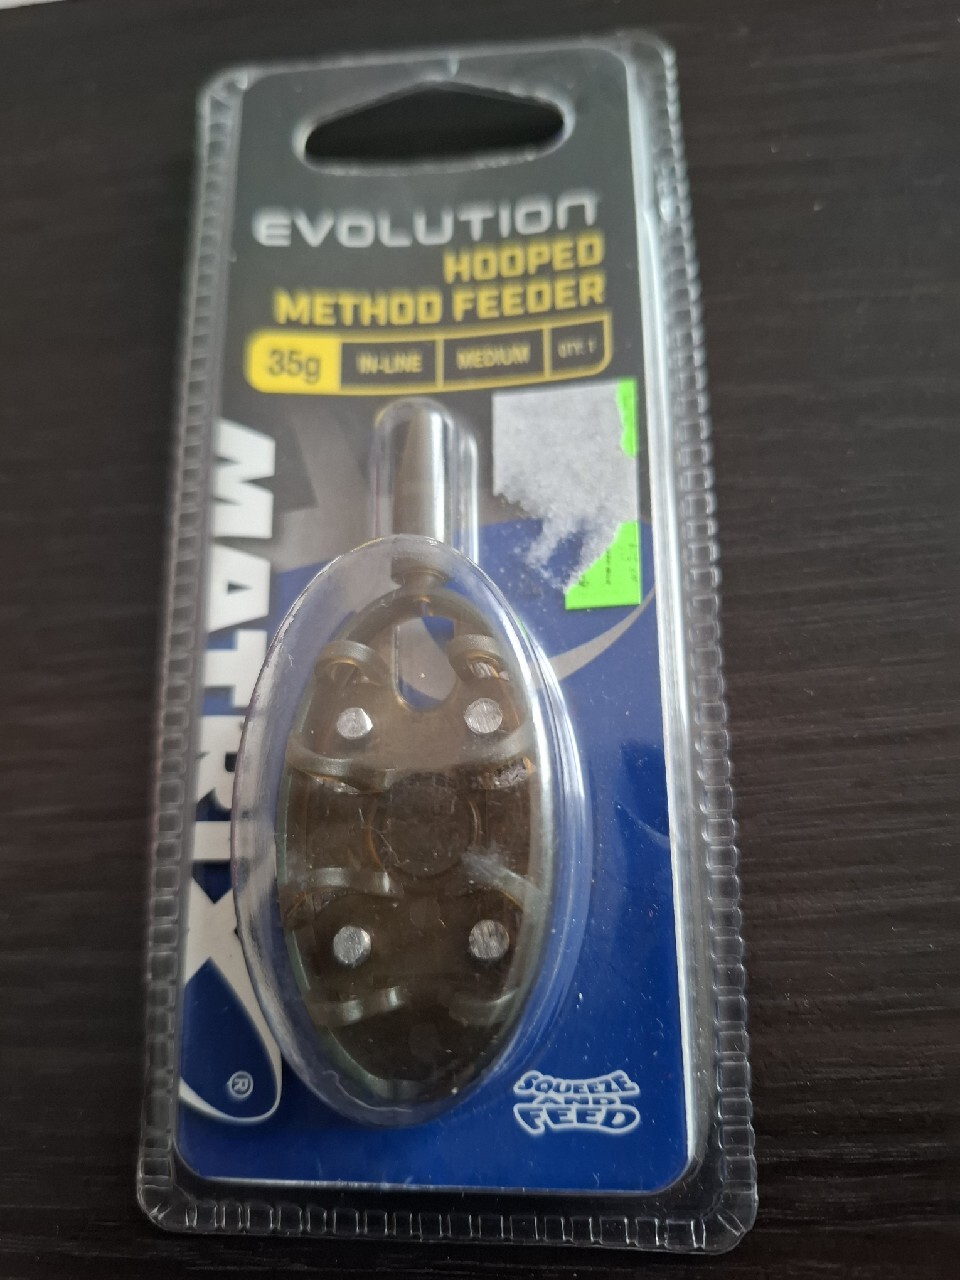 EVOLUTION
HOOPED
METHOD FEEDER
35g IN-LINE MEDIUM QTY: 1
MATRIX
®
SQUEEZE
AND
FEED